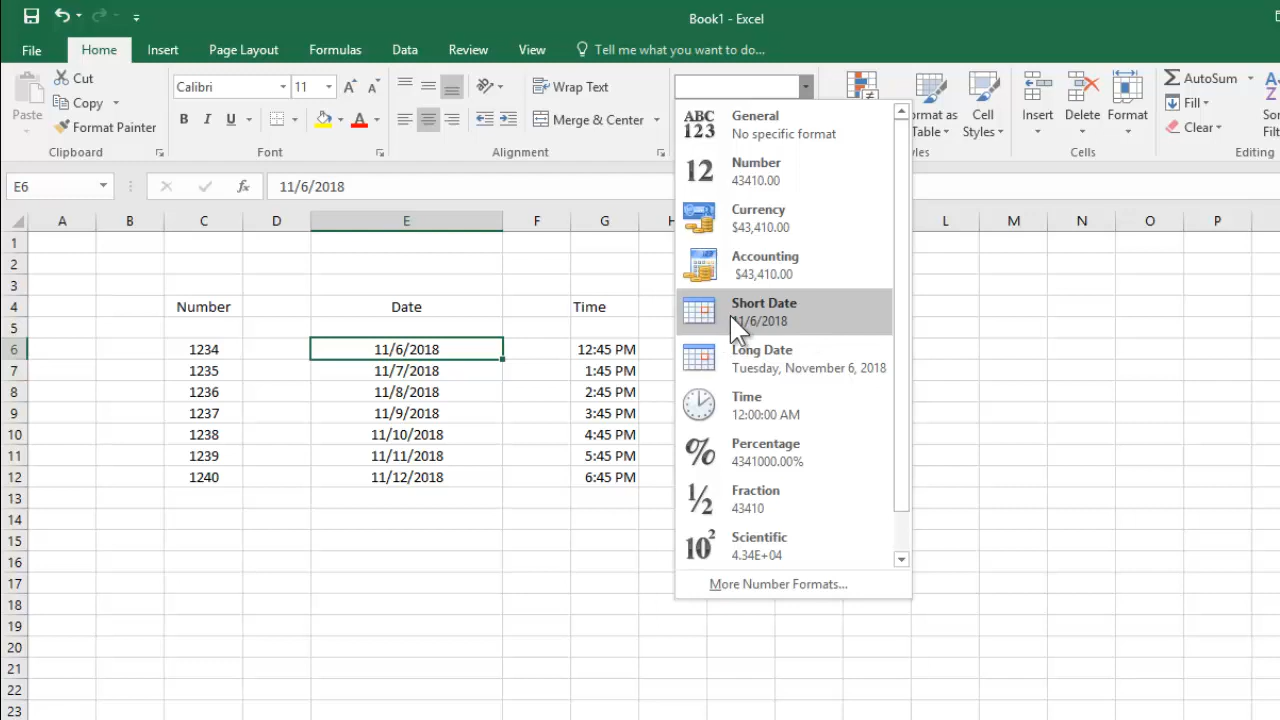 Book1 - Excel
File Home Insert Page Layout Formulas Data Review View Tell me what you want to do...
Paste
Cut
Copy
Format Painter
Clipboard
Calibri 11
B I U
Font
Wrap Text
Merge & Center
Alignment
Table
Cell
Styles
Insert Delete Format
Cells
AutoSum
Fill
Clear
Editing
E6 fx 11/6/2018
A B C D E F G L M N O P
1
2
3
4 Number Date Time
5
6 1234 11/6/2018 12:45 PM
7 1235 11/7/2018 1:45 PM
8 1236 11/8/2018 2:45 PM
9 1237 11/9/2018 3:45 PM
10 1238 11/10/2018 4:45 PM
11 1239 11/11/2018 5:45 PM
12 1240 11/12/2018 6:45 PM
13
14
15
16
17
18
19
20
21
22
23
ABC
123
General
No specific format
12
Number
43410.00
Currency
$43,410.00
Accounting
$43,410.00
Short Date
11/6/2018
Long Date
Tuesday, November 6, 2018
Time
12:00:00 AM
%
Percentage
4341000.00%
½
Fraction
43410
10²
Scientific
4.34E+04
More Number Formats...